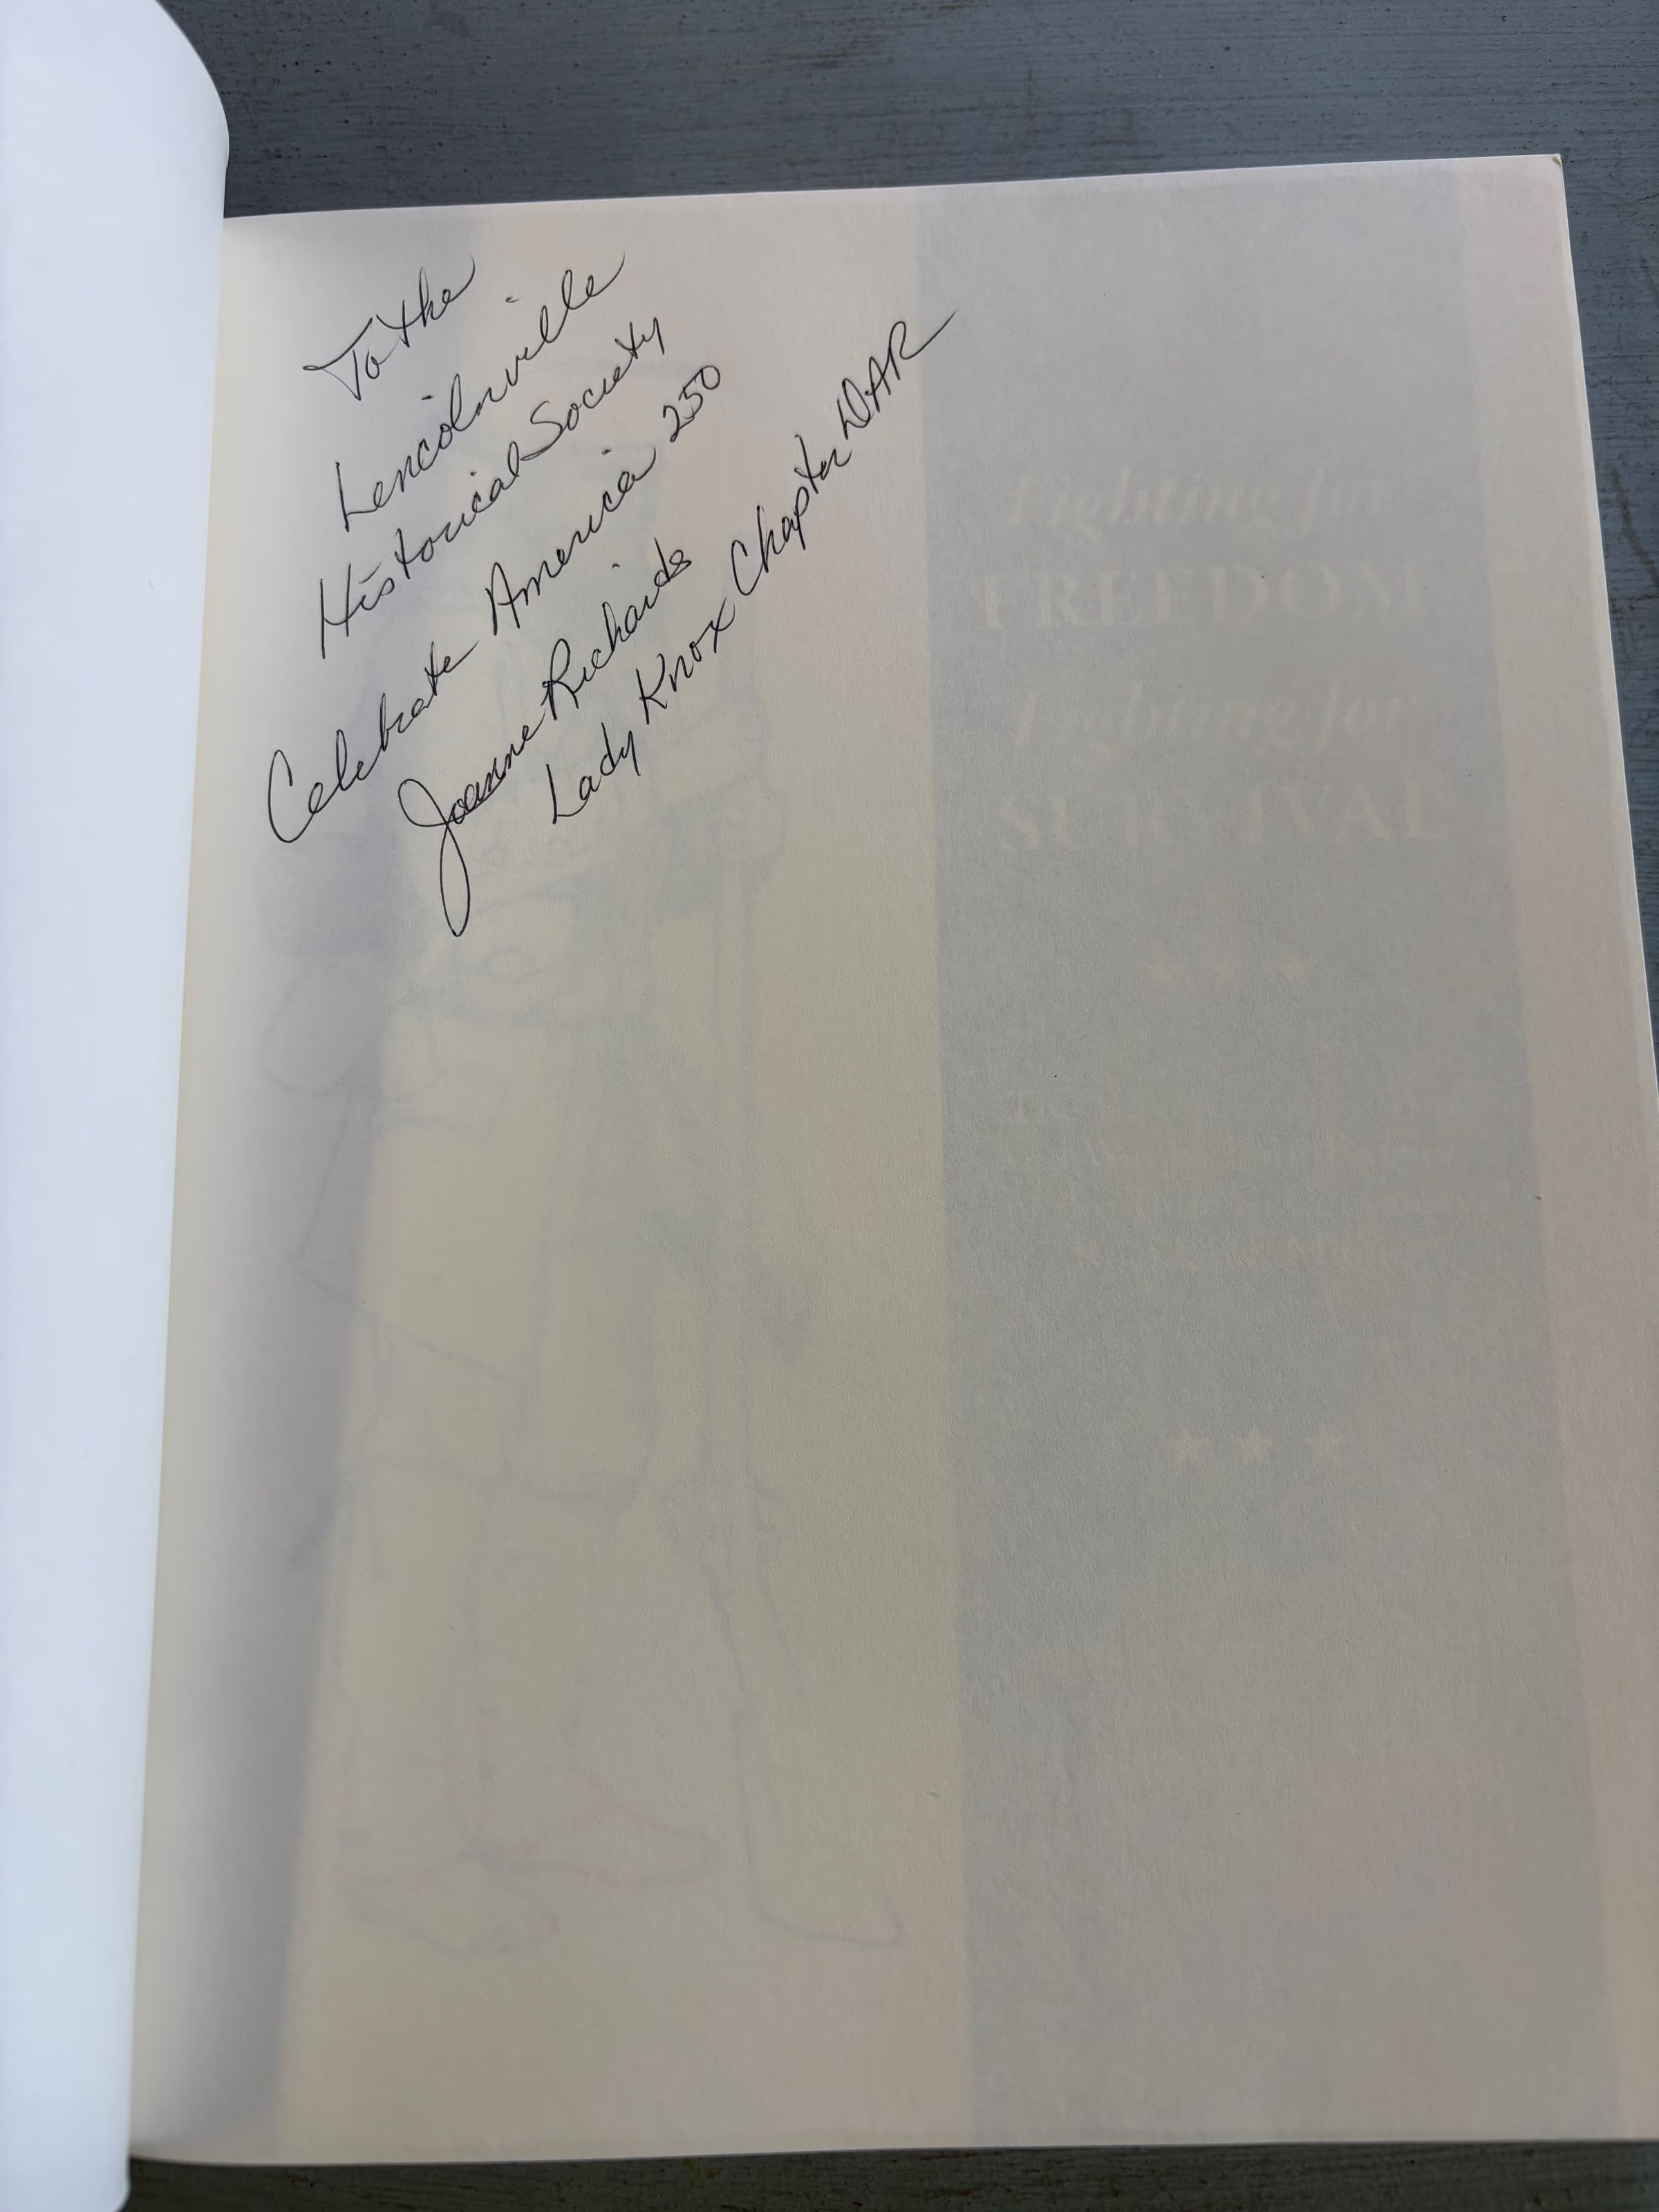 To the
Lincolnville
Historical Society
Celebrate America 250
Joanne Richards
Lady Knox Chapter DAR
Fighting for
FREEDOM
Fighting for
SURVIVAL